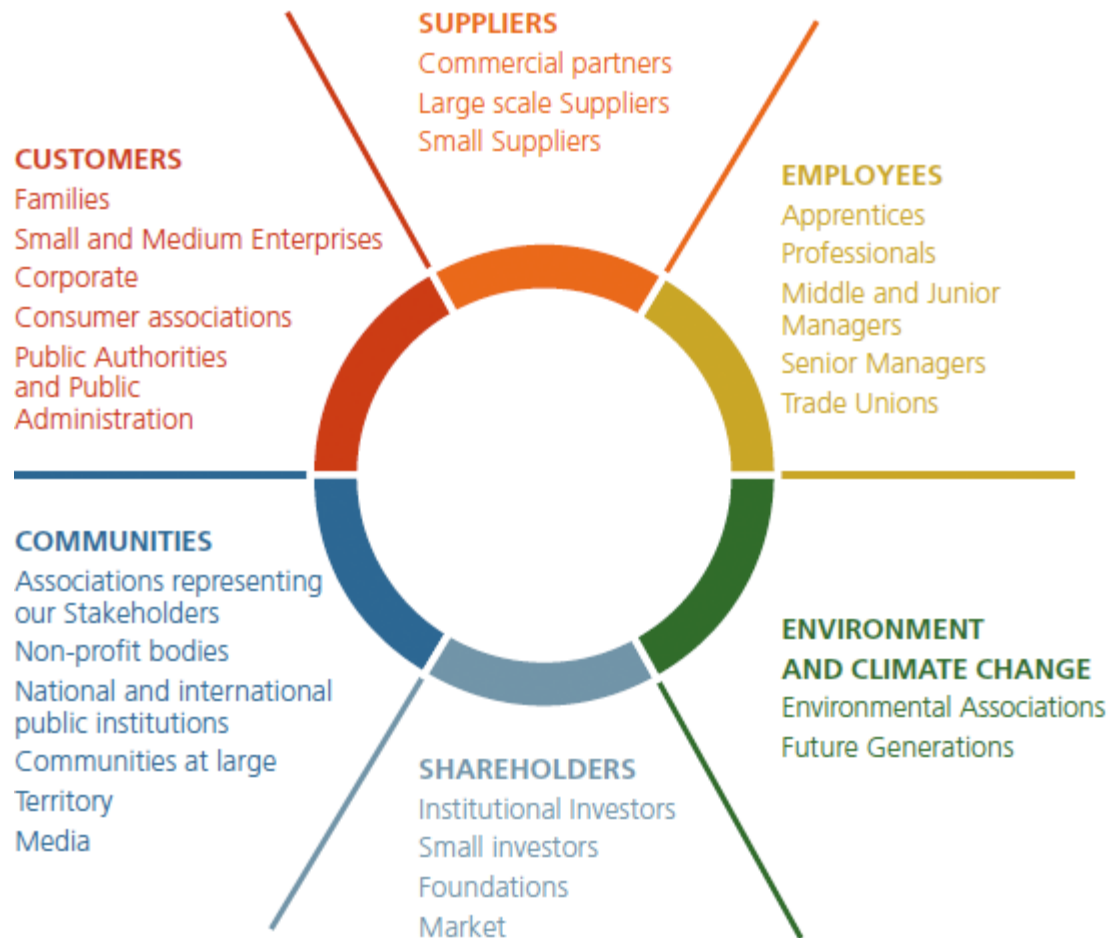 SUPPLIERS
Commercial partners
Large scale Suppliers
Small Suppliers
CUSTOMERS
Families
Small and Medium Enterprises
Corporate
Consumer associations
Public Authorities
and Public
Administration
EMPLOYEES
Apprentices
Professionals
Middle and Junior
Managers
Senior Managers
Trade Unions
COMMUNITIES
Associations representing
our Stakeholders
Non-profit bodies
National and international
public institutions
Communities at large
Territory
Media
SHAREHOLDERS
Institutional Investors
Small investors
Foundations
Market
ENVIRONMENT
AND CLIMATE CHANGE
Environmental Associations
Future Generations